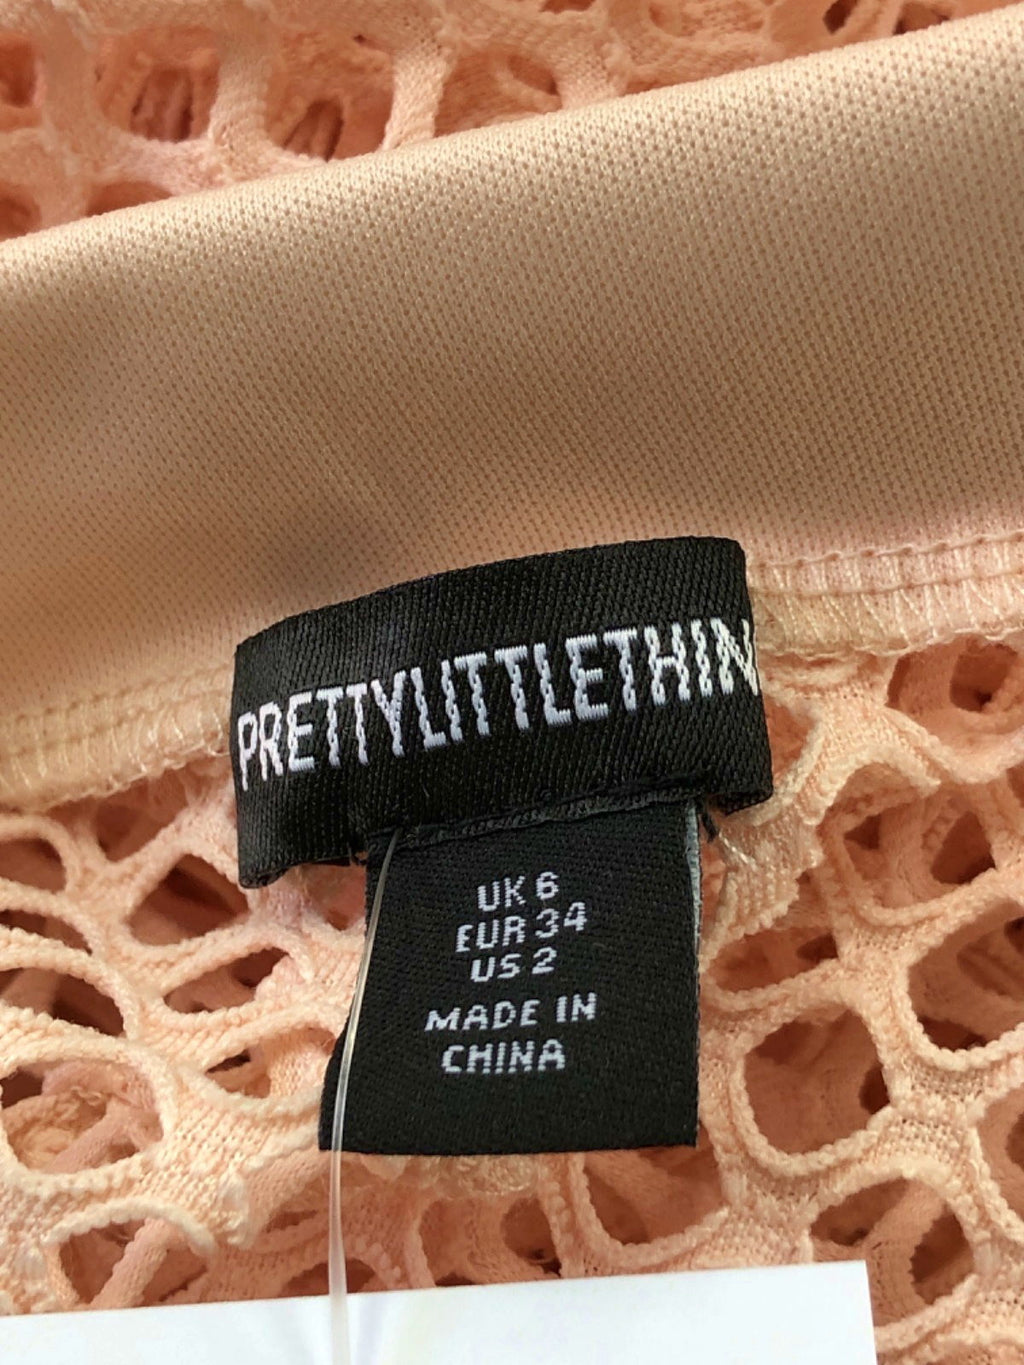 PRETTYLITTLETHIN
UK 6
EUR 34
US 2
MADE IN
CHINA